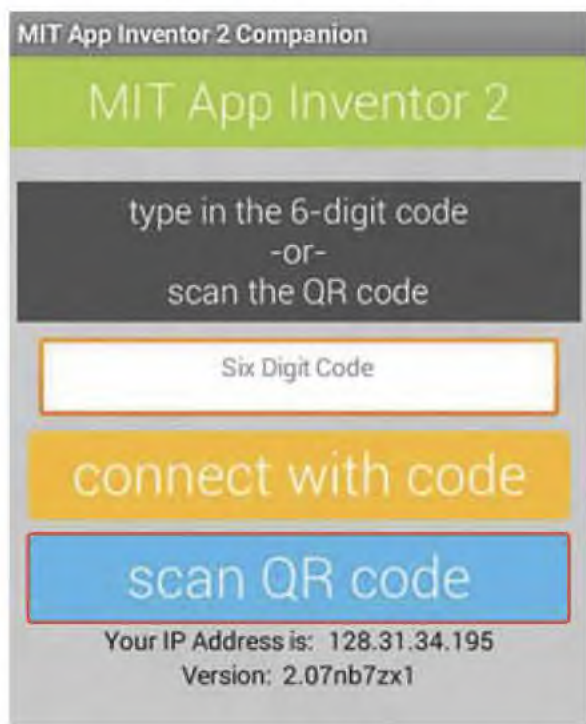 MIT App Inventor 2 Companion
MIT App Inventor 2
type in the 6-digit code
-or-
scan the QR code
Six Digit Code
connect with code
scan QR code
Your IP Address is: 128.31.34.195
Version: 2.07nb7zx1